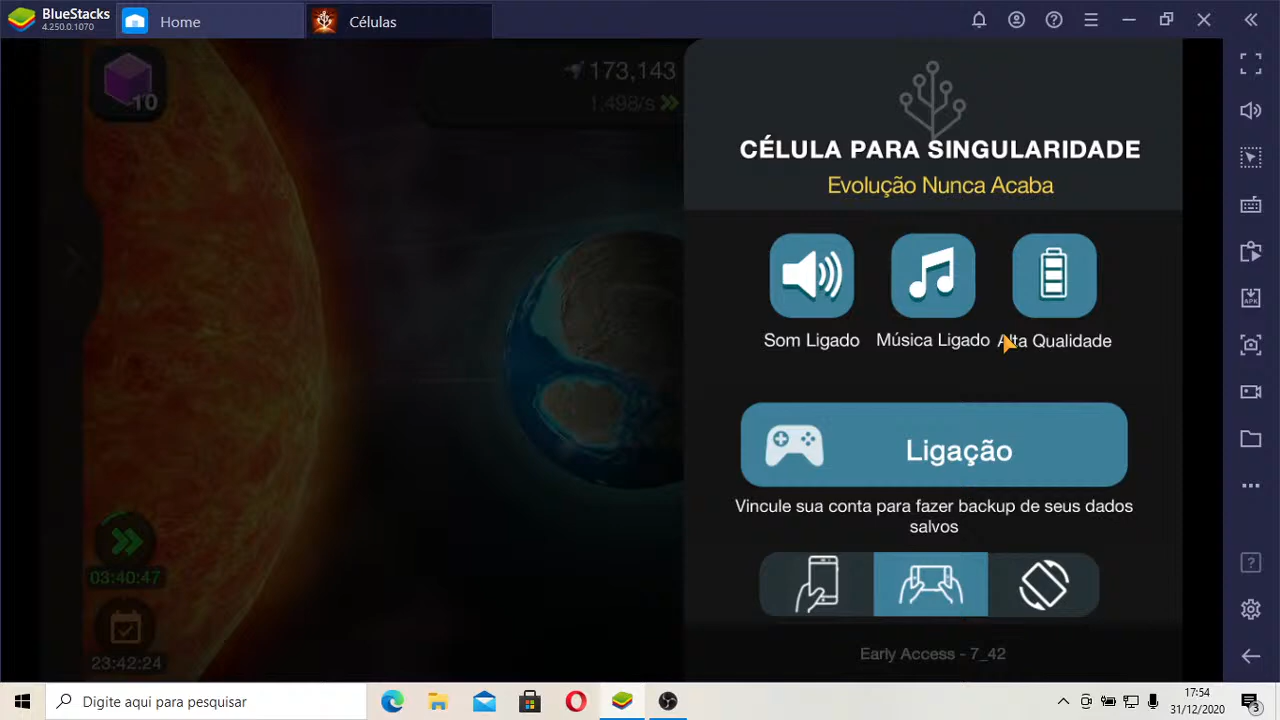 BlueStacks
4.250.0.1070
Home
Células
10
173,143
1,498/s
CÉLULA PARA SINGULARIDADE
Evolução Nunca Acaba
Som Ligado
Música Ligado
Alta Qualidade
Ligação
Vincule sua conta para fazer backup de seus dados
salvos
03:40:47
23:42:24
Early Access - 7_42
Digite aqui para pesquisar
17:54
31/12/2020
3